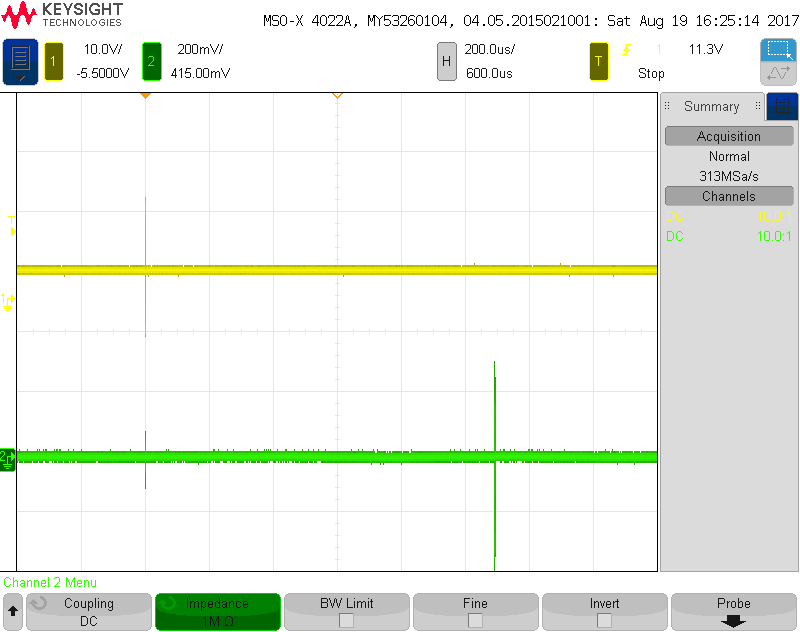 KEYSIGHT
TECHNOLOGIES
MSO-X 4022A, MY53260104, 04.05.2015021001: Sat Aug 19 16:25:14 2017
1 10.0V/ 2 200mV/ H 200.0us/ T 1 11.3V
-5.5000V 415.00mV 600.0us Stop
Summary
Acquisition
Normal
313MSa/s
Channels
DC 10.0:1
DC 10.0:1
T
1
2
Channel 2 Menu
Coupling Impedance BW Limit Fine Invert Probe
DC 1M Ω